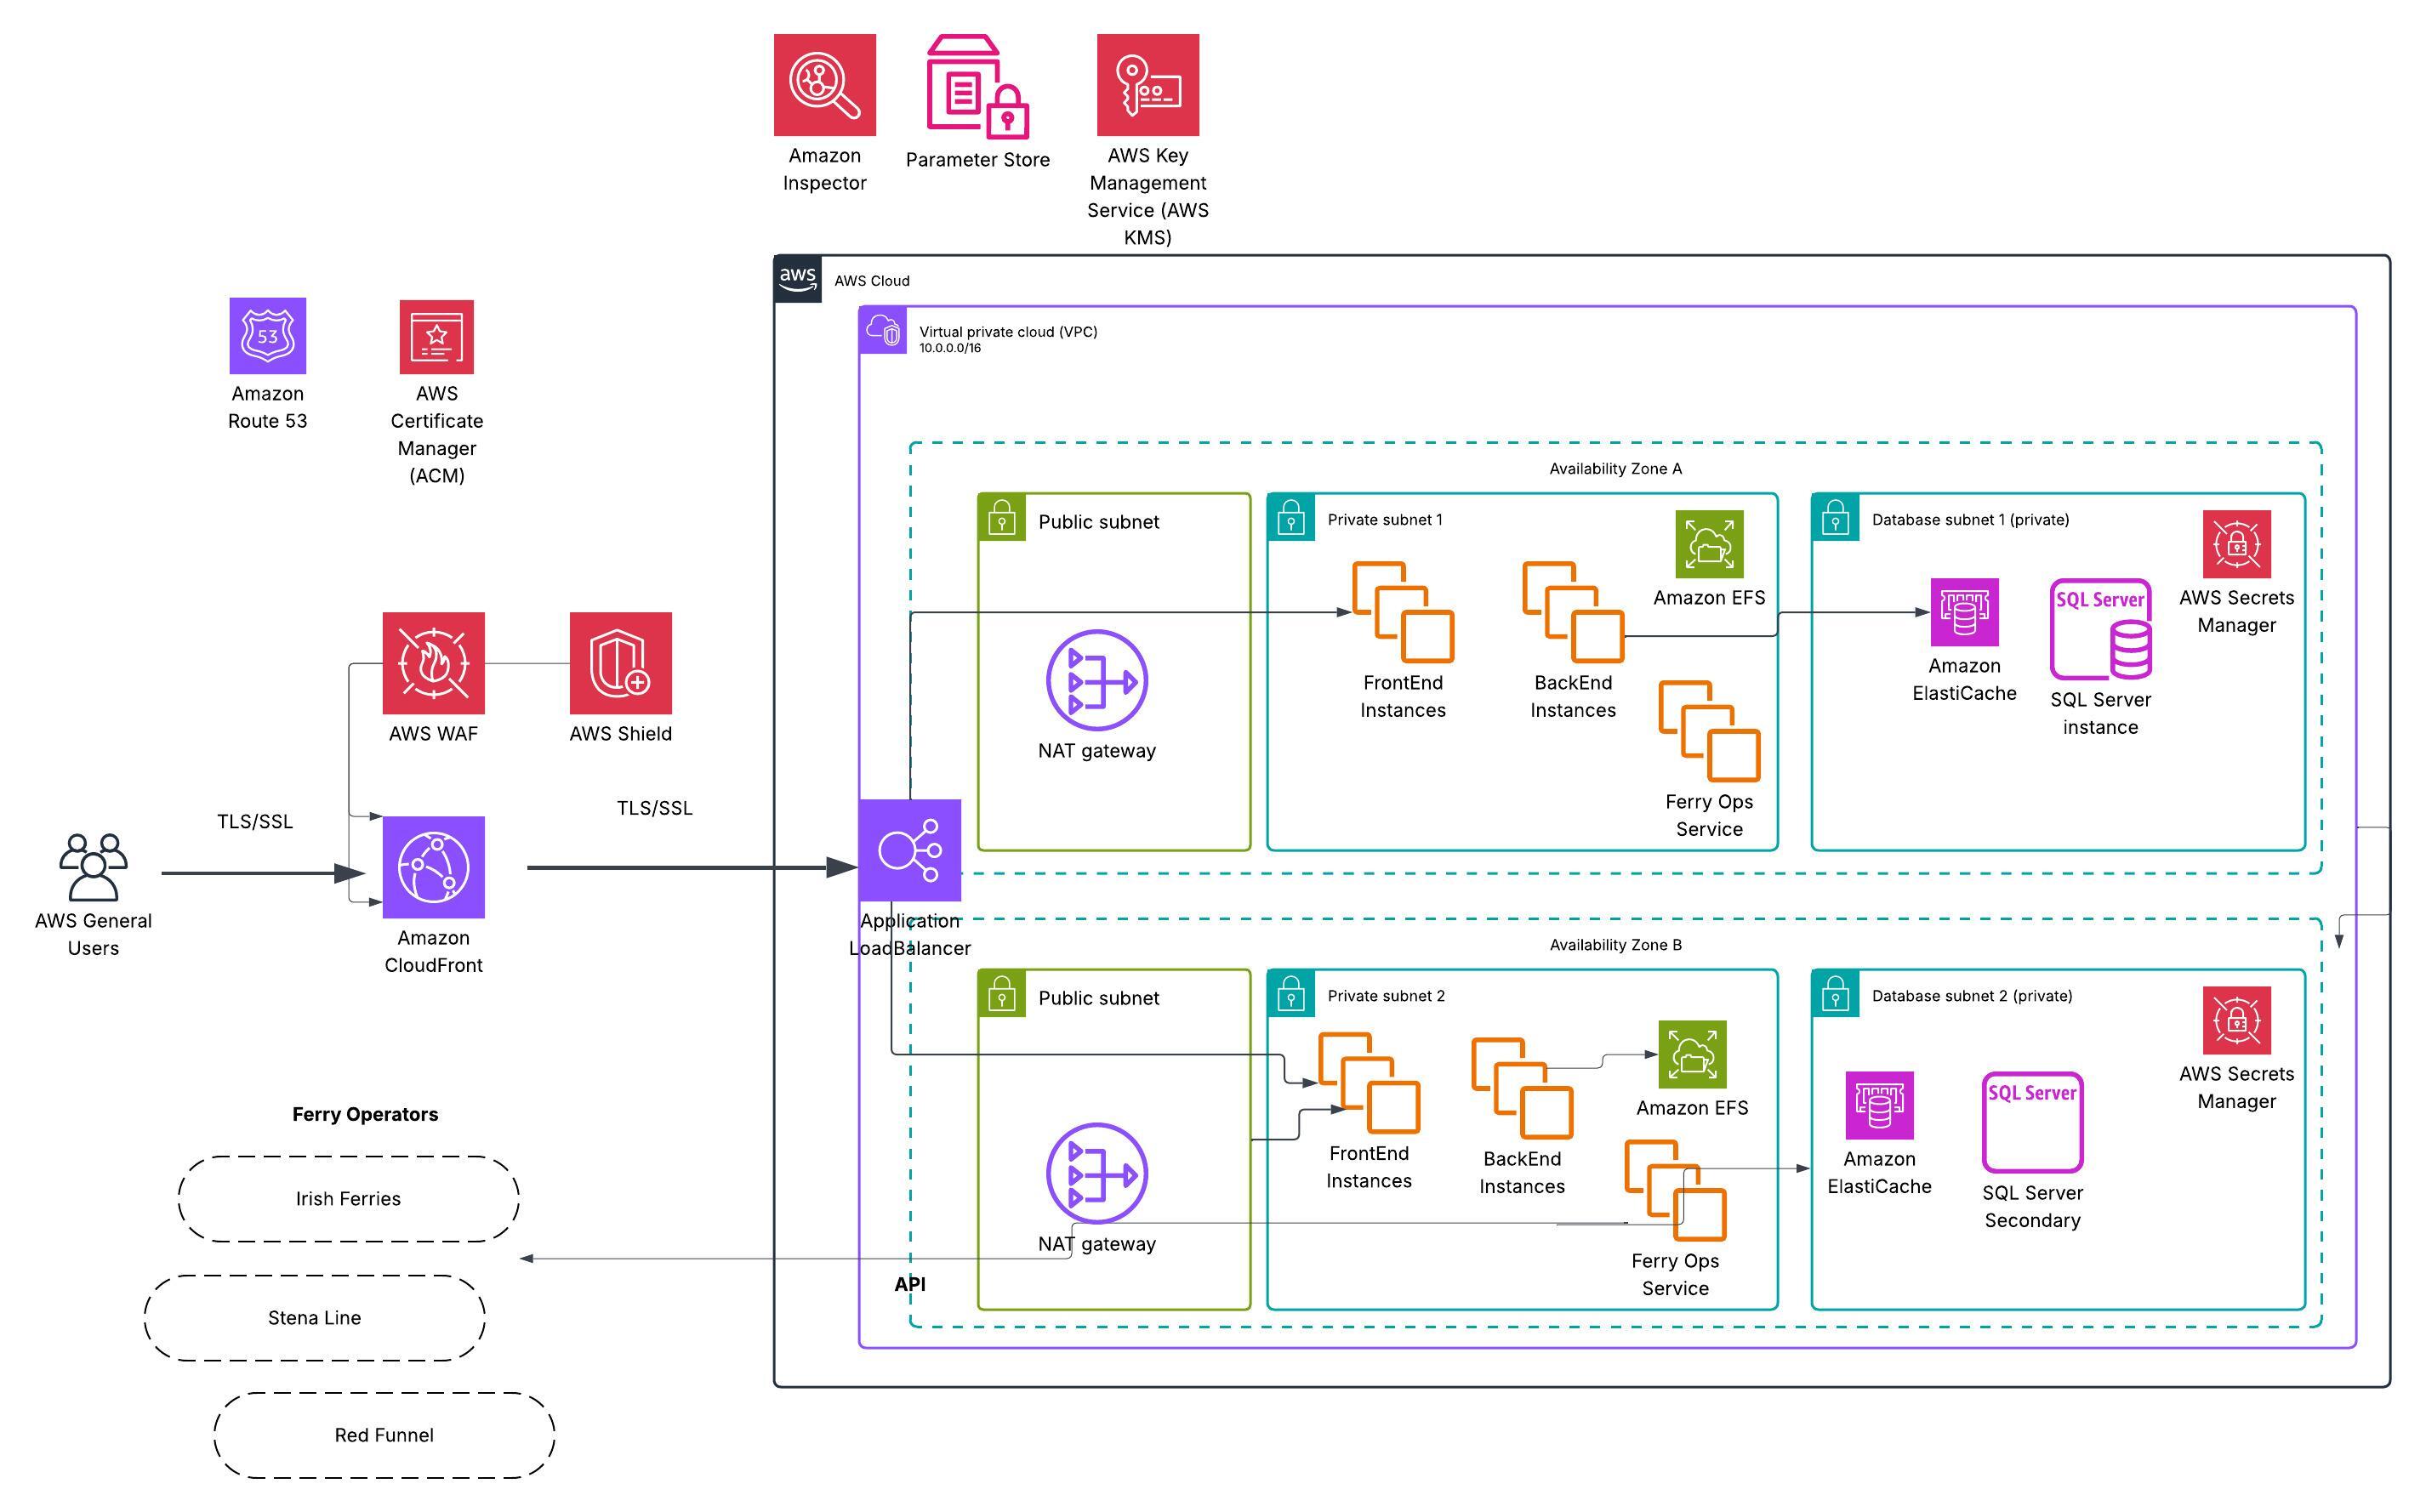 Amazon
Inspector
Parameter Store
AWS Key
Management
Service (AWS
KMS)
aws
AWS Cloud
Virtual private cloud (VPC)
10.0.0.0/16
53
Amazon
Route 53
AWS
Certificate
Manager
(ACM)
Availability Zone A
Public subnet
NAT gateway
Private subnet 1
Amazon EFS
FrontEnd
Instances
BackEnd
Instances
Ferry Ops
Service
Database subnet 1 (private)
AWS Secrets
Manager
Amazon
ElastiCache
SQL Server
SQL Server
instance
AWS WAF
AWS Shield
TLS/SSL
TLS/SSL
AWS General
Users
Amazon
CloudFront
Application
LoadBalancer
Availability Zone B
Public subnet
NAT gateway
API
Private subnet 2
Amazon EFS
FrontEnd
Instances
BackEnd
Instances
Ferry Ops
Service
Database subnet 2 (private)
AWS Secrets
Manager
Amazon
ElastiCache
SQL Server
SQL Server
Secondary
Ferry Operators
Irish Ferries
Stena Line
Red Funnel